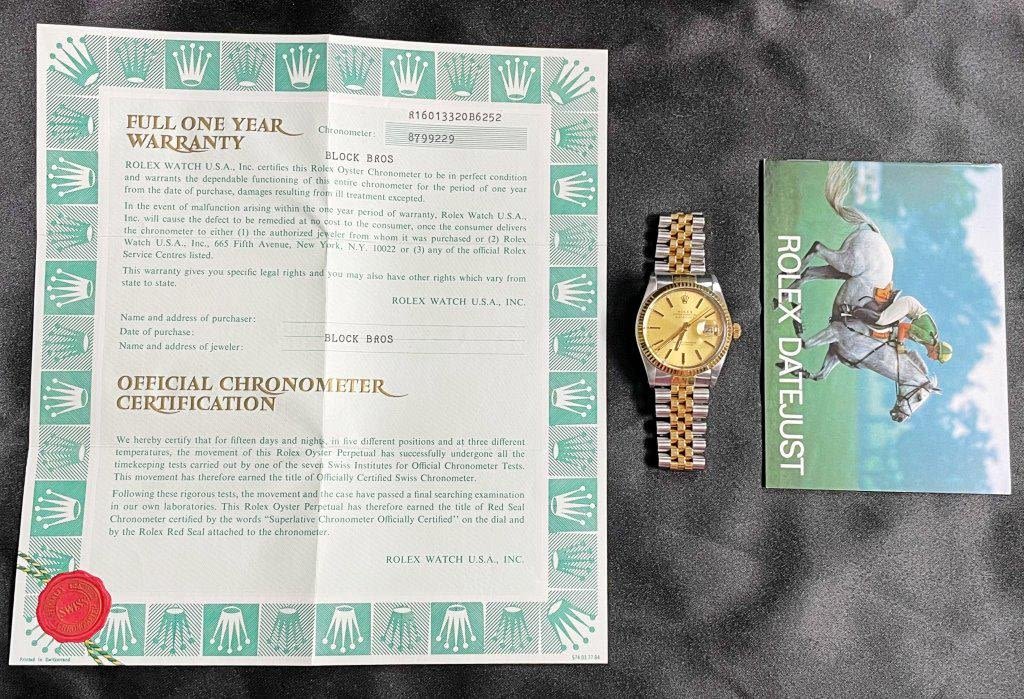 R16013320B6252
FULL ONE YEAR
WARRANTY
Chronometer:
8799229
BLOCK BROS
ROLEX WATCH U.S.A., Inc. certifies this Rolex Oyster Chronometer to be in perfect condition
and warrants the dependable functioning of this entire chronometer for the period of one year
from the date of purchase, damages resulting from ill treatment excepted.
In the event of malfunction arising within the one year period of warranty, Rolex Watch U.S.A.,
Inc. will cause the defect to be remedied at no cost to the consumer, once the consumer delivers
the chronometer to either (1) the authorized jeweler from whom it was purchased or (2) Rolex
Watch U.S.A., Inc., 665 Fifth Avenue, New York, N.Y. 10022 or (3) any of the official Rolex
Service Centres listed.
This warranty gives you specific legal rights and you may also have other rights which vary from
state to state.
ROLEX WATCH U.S.A., INC.
Name and address of purchaser:
Date of purchase:
Name and address of jeweler:
BLOCK BROS
OFFICIAL CHRONOMETER
CERTIFICATION
We hereby certify that for fifteen days and nights, in five different positions and at three different
temperatures, the movement of this Rolex Oyster Perpetual has successfully undergone all the
timekeeping tests carried out by one of the seven Swiss Institutes for Official Chronometer Tests.
This movement has therefore earned the title of Officially Certified Swiss Chronometer.
Following these rigorous tests, the movement and the case have passed a final searching examination
in our own laboratories. This Rolex Oyster Perpetual has therefore earned the title of Red Seal
Chronometer certified by the words "Superlative Chronometer Officially Certified" on the dial and
by the Rolex Red Seal attached to the chronometer.
ROLEX WATCH U.S.A., INC.
SWISS
Printed in Switzerland
574.03.77.84
ROLEX
ROLEX DATEJUST